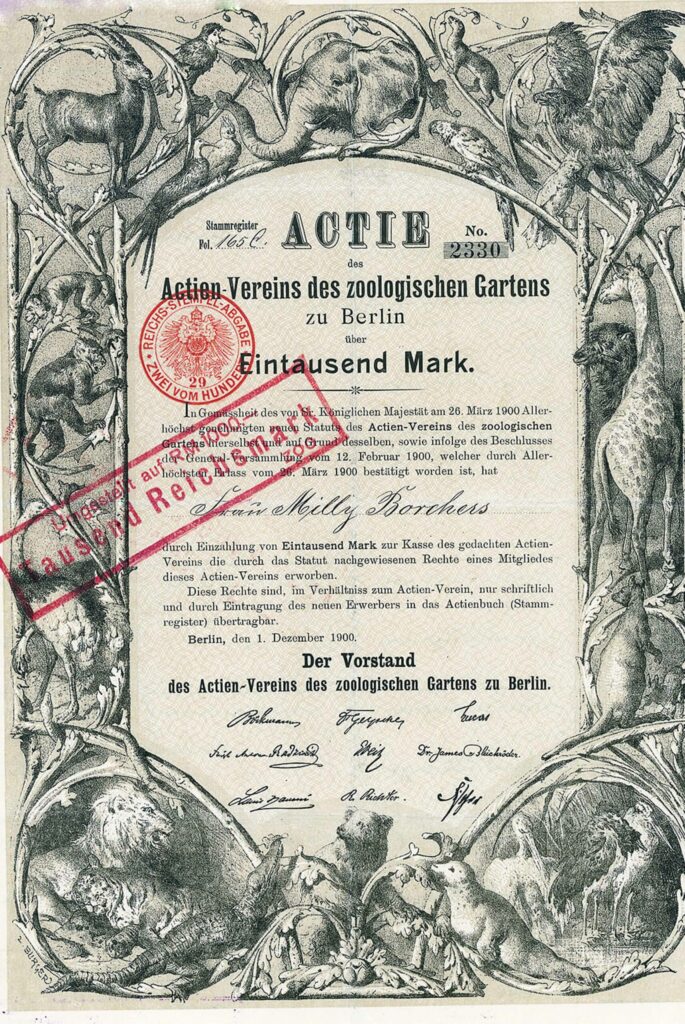 Stammregister
Fol. 165 C.
ACTIE
No.
2330
des
Actien-Vereins des zoologischen Gartens
zu Berlin
über
Eintausend Mark.
REICHS-STEMPEL-ABGABE
29
ZWEI VOM HUNDERT
In Gemässheit des von Sr. Königlichen Majestät am 26. März 1900 Aller-
höchst genehmigten neuen Statuts des Actien-Vereins des zoologischen
Gartens hierselbst und auf Grund desselben, sowie infolge des Beschlusses
der General-Versammlung vom 12. Februar 1900, welcher durch Aller-
höchsten Erlass vom 26. März 1900 bestätigt worden ist, hat
Umgestellt auf
Tausend Reichsmark
ZOO
Frau Milly Borchers
durch Einzahlung von Eintausend Mark zur Kasse des gedachten Actien-
Vereins die durch das Statut nachgewiesenen Rechte eines Mitgliedes
dieses Actien-Vereins erworben.
Diese Rechte sind, im Verhältniss zum Actien-Verein, nur schriftlich
und durch Eintragung des neuen Erwerbers in das Actienbuch (Stamm-
register) übertragbar.
Berlin, den 1. Dezember 1900.
Der Vorstand
des Actien-Vereins des zoologischen Gartens zu Berlin.
Dr. James Bleichröder.
R. Richter.